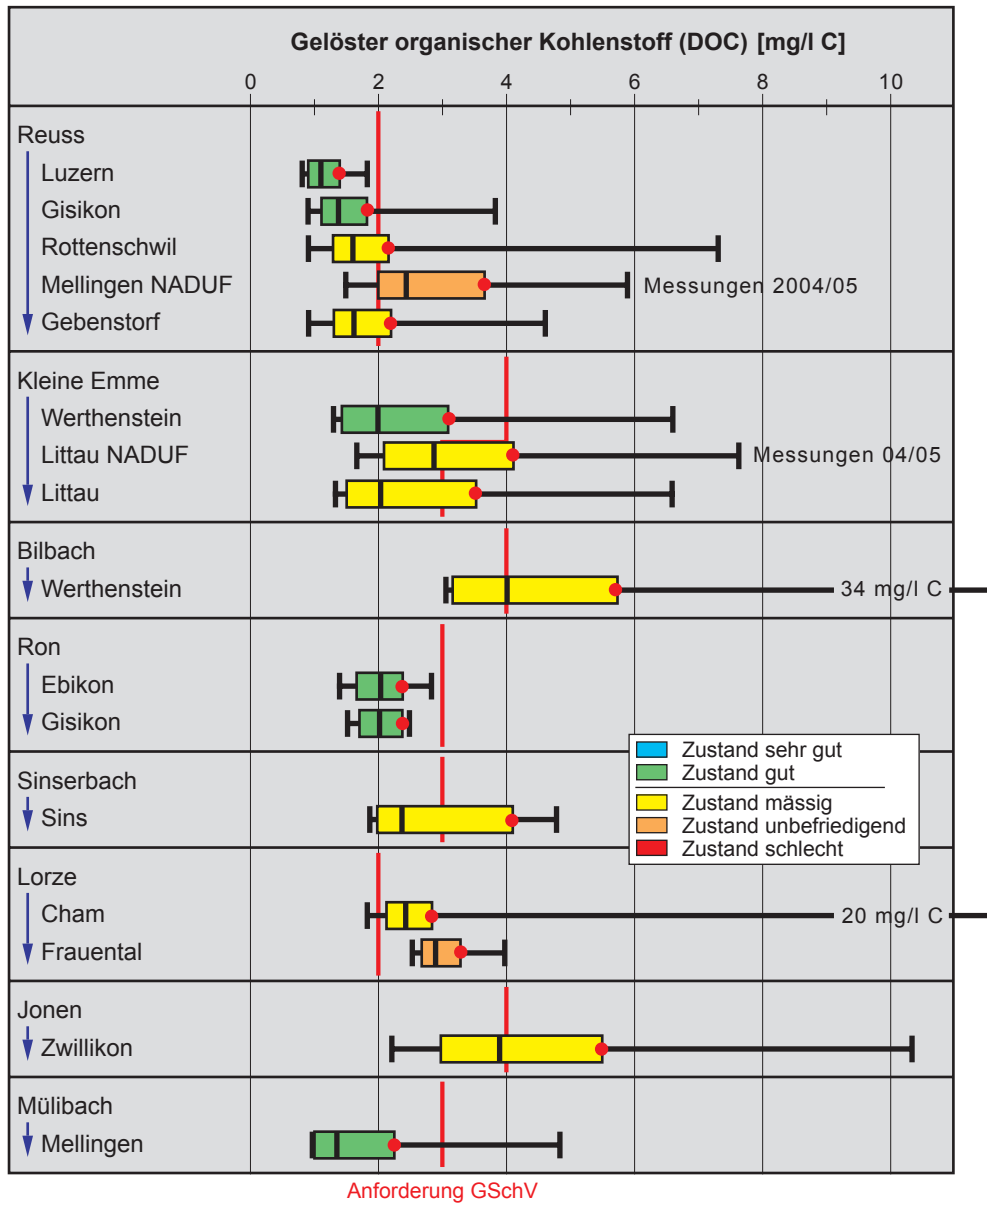 Gelöster organischer Kohlenstoff (DOC) [mg/l C]
0 2 4 6 8 10
Reuss
Luzern
Gisikon
Rottenschwil
Mellingen NADUF Messungen 2004/05
Gebenstorf
Kleine Emme
Werthenstein
Littau NADUF Messungen 04/05
Littau
Bilbach
Werthenstein 34 mg/l C
Ron
Ebikon
Gisikon
Zustand sehr gut
Zustand gut
Zustand mässig
Zustand unbefriedigend
Zustand schlecht
Sinserbach
Sins
Lorze
Cham 20 mg/l C
Frauental
Jonen
Zwillikon
Mülibach
Mellingen
Anforderung GSchV